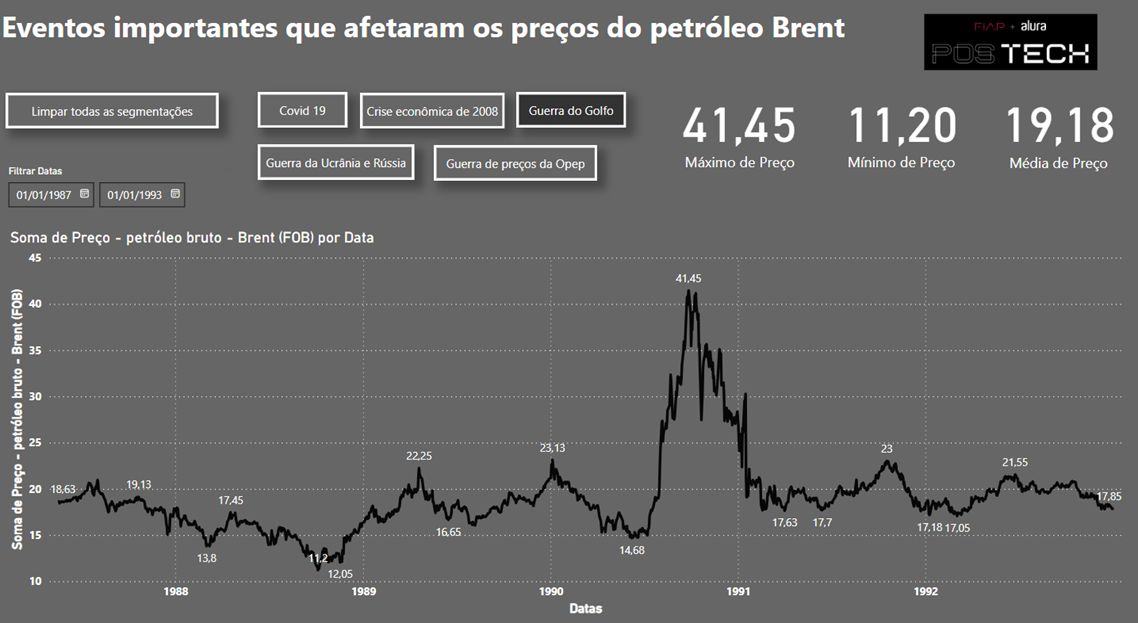 Eventos importantes que afetaram os preços do petróleo Brent
FIAP + alura
POS TECH
Limpar todas as segmentações
Covid 19
Crise econômica de 2008
Guerra do Golfo
Guerra da Ucrânia e Rússia
Guerra de preços da Opep
41,45
Máximo de Preço
11,20
Mínimo de Preço
19,18
Média de Preço
Filtrar Datas
01/01/1987
01/01/1993
Soma de Preço - petróleo bruto - Brent (FOB) por Data
Soma de Preço - petróleo bruto - Brent (FOB)
45
40
35
30
25
20
15
10
18,63
19,13
13,8
17,45
11,2
12,05
22,25
16,65
23,13
14,68
41,45
17,63
17,7
23
17,18
17,05
21,55
17,85
1988
1989
1990
1991
1992
Datas